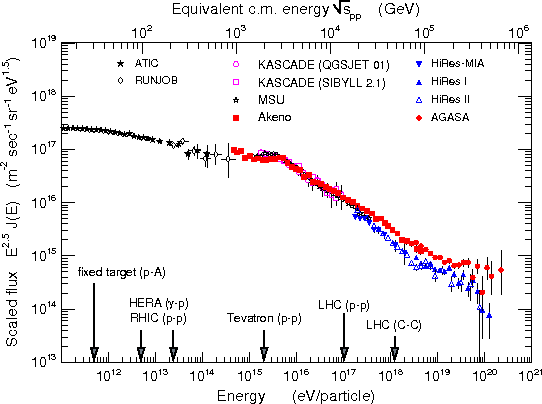 Equivalent c.m. energy √s_pp (GeV)
10^2 10^3 10^4 10^5 10^6
10^19
10^18
10^17
10^16
10^15
10^14
10^13
Scaled flux E^2.5 J(E) (m^-2 sec^-1 sr^-1 eV^1.5)
ATIC
RUNJOB
KASCADE (QGSJET 01)
KASCADE (SIBYLL 2.1)
MSU
Akeno
HiRes-MIA
HiRes I
HiRes II
AGASA
fixed target (p-A)
HERA (γ-p)
RHIC (p-p)
Tevatron (p-p)
LHC (p-p)
LHC (C-C)
10^12 10^13 10^14 10^15 10^16 10^17 10^18 10^19 10^20 10^21
Energy (eV/particle)